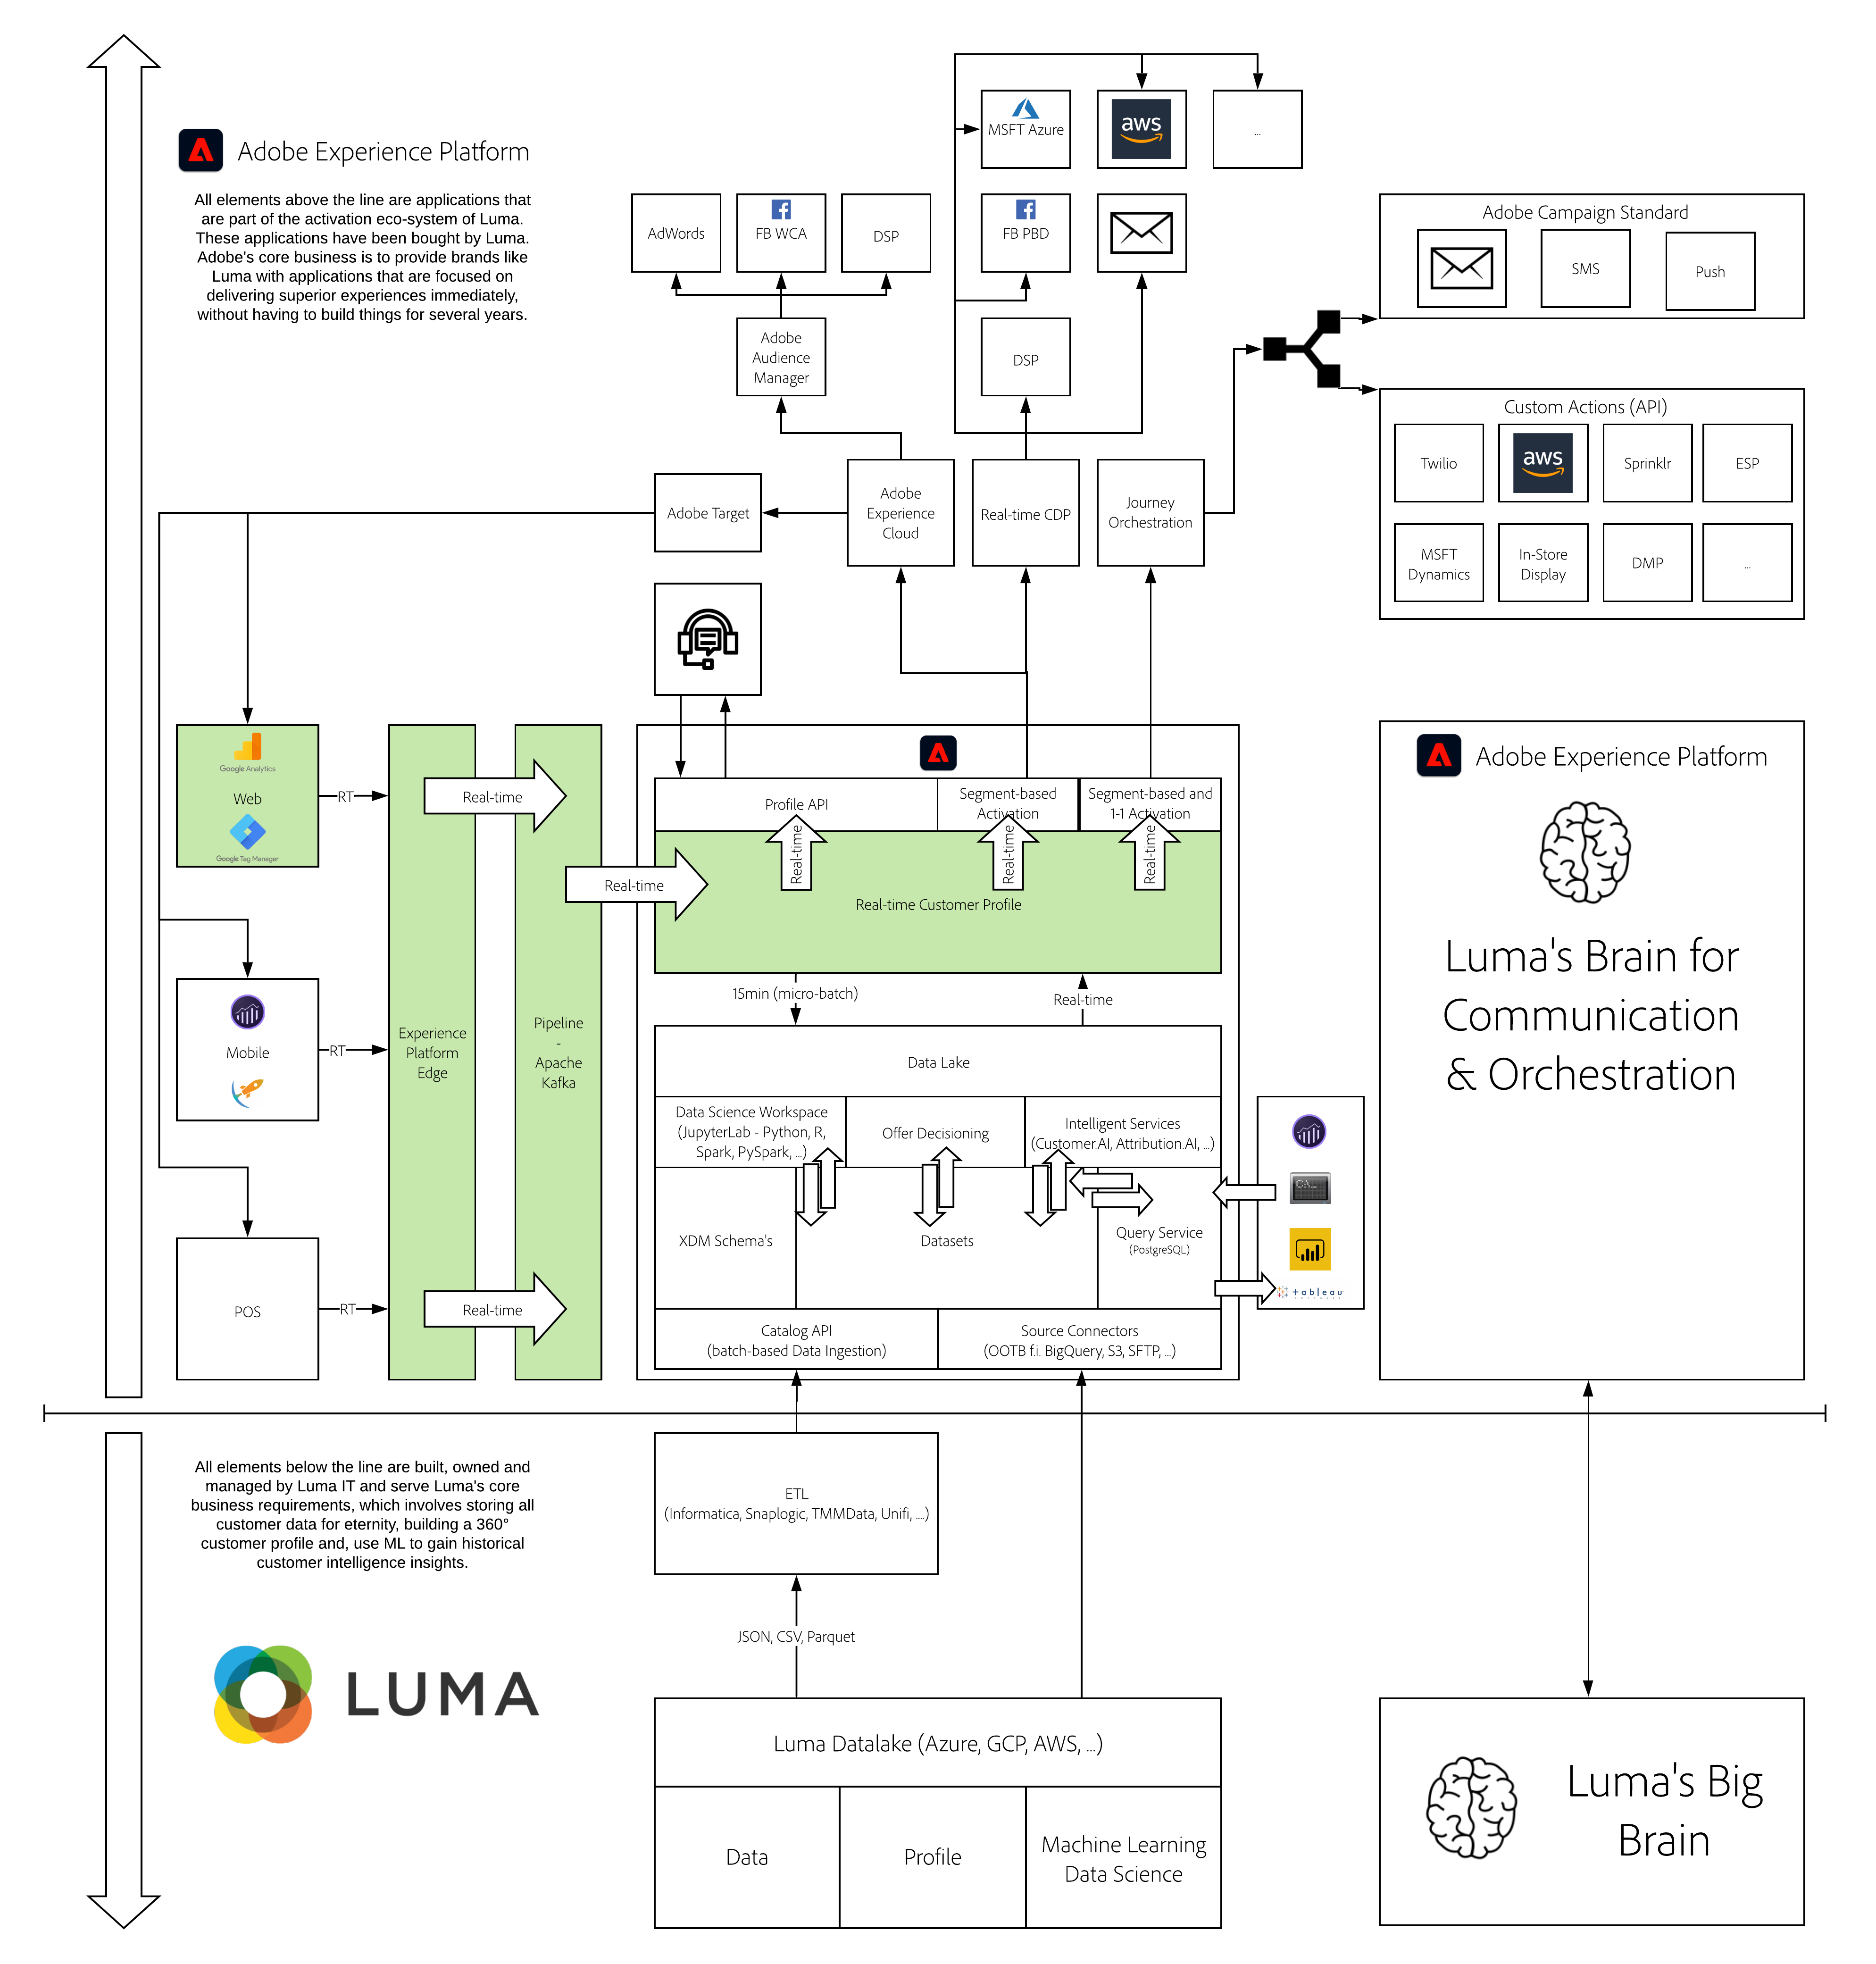 MSFT Azure
aws
...
Adobe Experience Platform
All elements above the line are applications that
are part of the activation eco-system of Luma.
These applications have been bought by Luma.
Adobe's core business is to provide brands like
Luma with applications that are focused on
delivering superior experiences immediately,
without having to build things for several years.
AdWords
FB WCA
DSP
FB PBD
Adobe Campaign Standard
SMS
Push
Adobe
Audience
Manager
DSP
Custom Actions (API)
Twilio
aws
Sprinklr
ESP
MSFT
Dynamics
In-Store
Display
DMP
...
Adobe Target
Adobe
Experience
Cloud
Real-time CDP
Journey
Orchestration
Google Analytics
Web
Google Tag Manager
RT
Real-time
Real-time
Profile API
Segment-based
Activation
Segment-based and
1-1 Activation
Real-time
Real-time
Real-time
Real-time Customer Profile
15min (micro-batch)
Real-time
Mobile
RT
Experience
Platform
Edge
Pipeline
-
Apache
Kafka
Data Lake
Data Science Workspace
(JupyterLab - Python, R,
Spark, PySpark, ...)
Offer Decisioning
Intelligent Services
(Customer.AI, Attribution.AI, ...)
XDM Schema's
Datasets
Query Service
(PostgreSQL)
C:\_
tableau
POS
RT
Real-time
Catalog API
(batch-based Data Ingestion)
Source Connectors
(OOTB f.i. BigQuery, S3, SFTP, ...)
Adobe Experience Platform
Luma's Brain for
Communication
& Orchestration
All elements below the line are built, owned and
managed by Luma IT and serve Luma's core
business requirements, which involves storing all
customer data for eternity, building a 360°
customer profile and, use ML to gain historical
customer intelligence insights.
LUMA
ETL
(Informatica, Snaplogic, TMMData, Unifi, ....)
JSON, CSV, Parquet
Luma Datalake (Azure, GCP, AWS, ...)
Data
Profile
Machine Learning
Data Science
Luma's Big
Brain